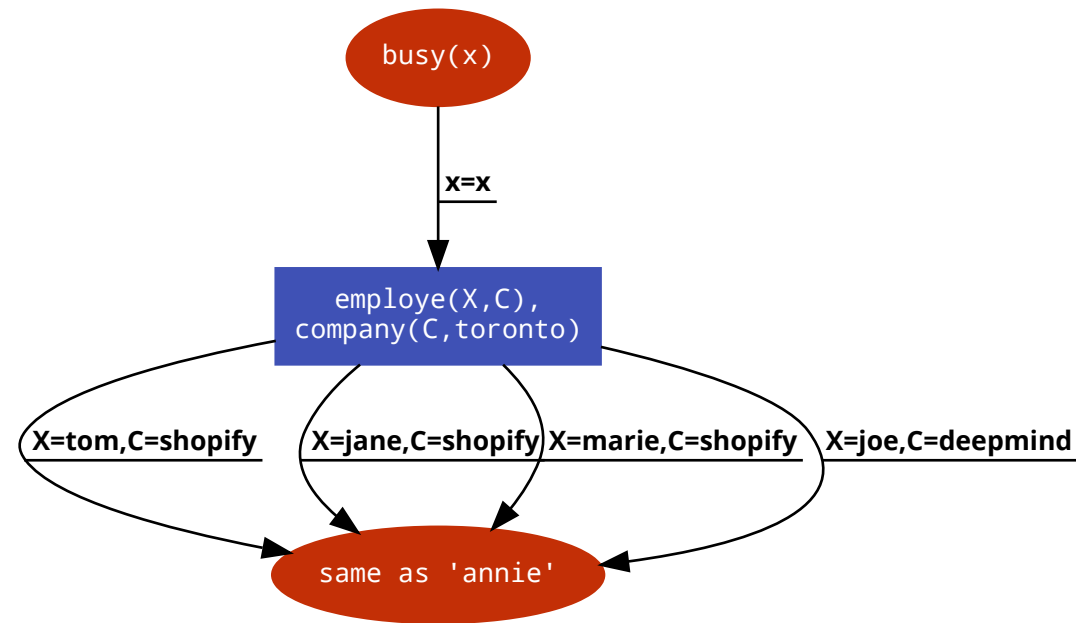 busy(x)
x=x
employe(X,C),
company(C,toronto)
X=tom,C=shopify
X=jane,C=shopify
X=marie,C=shopify
X=joe,C=deepmind
same as 'annie'